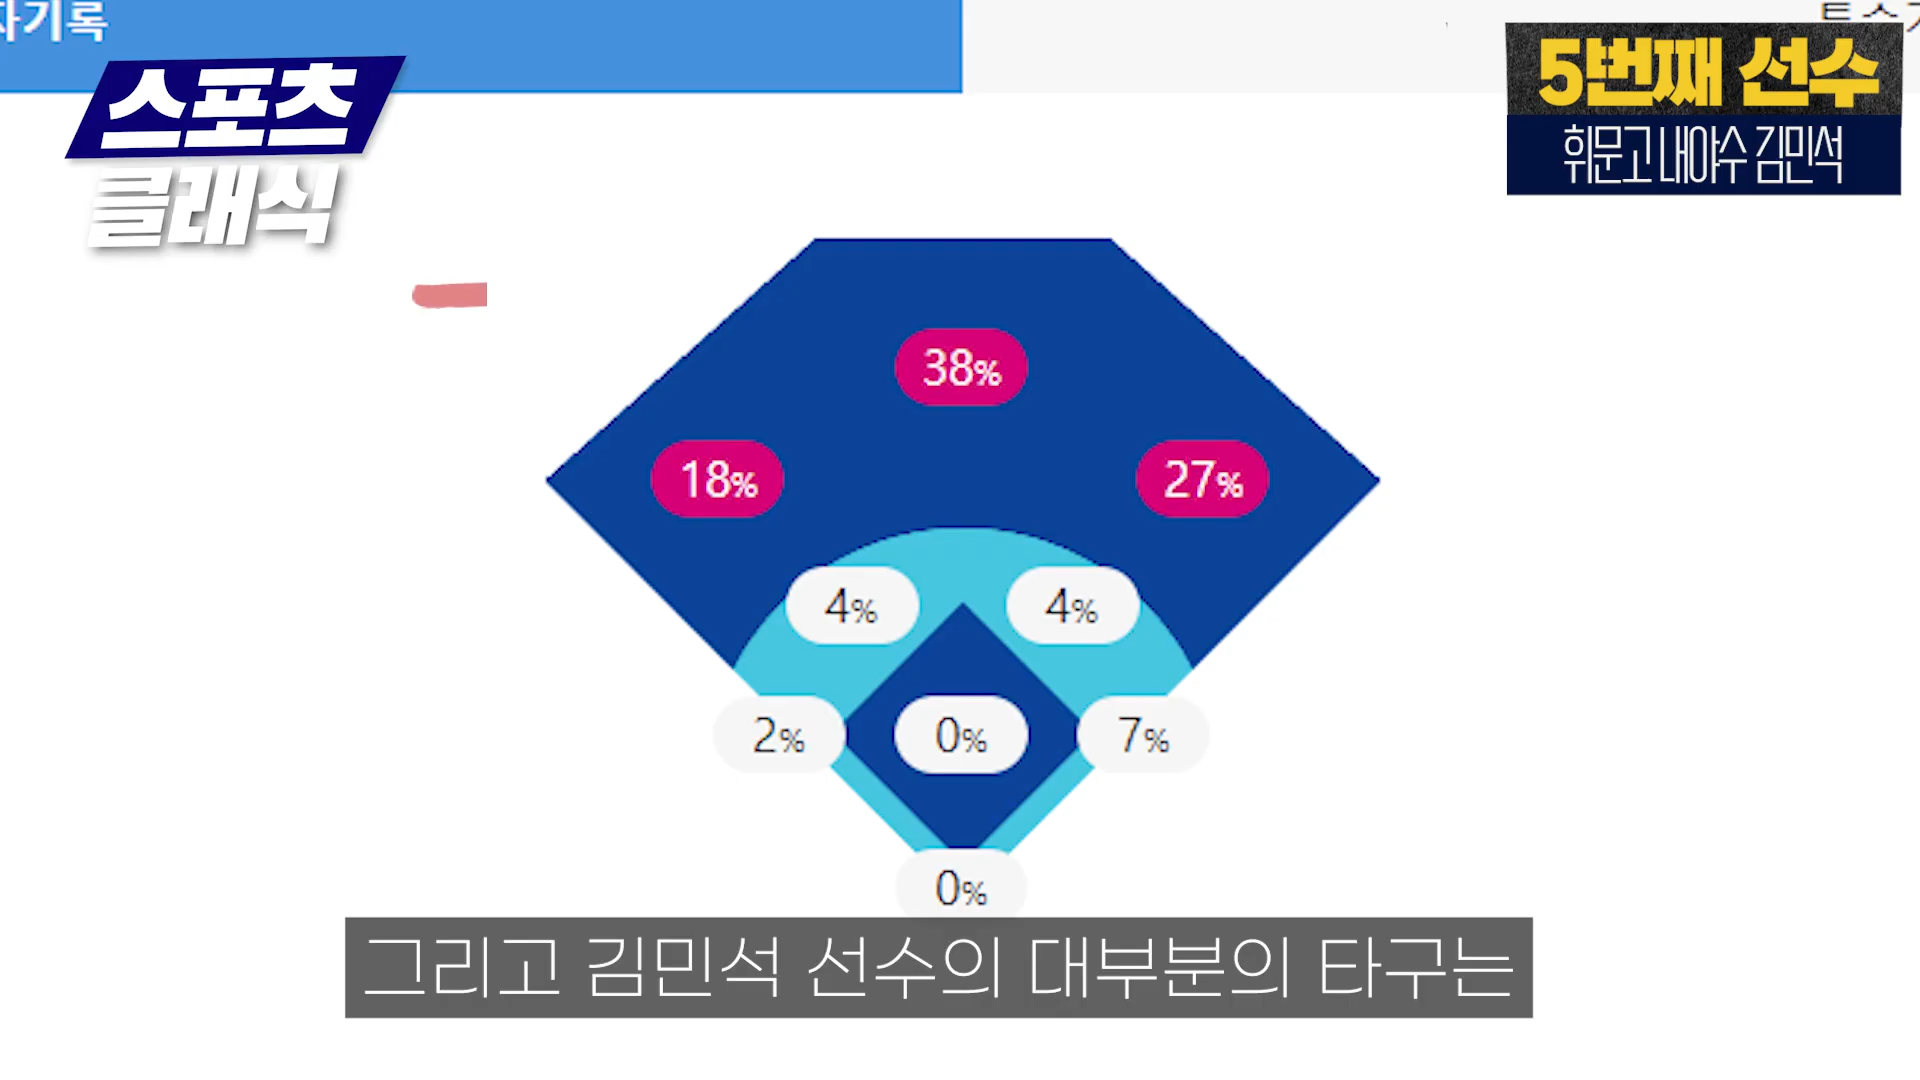 자기록
스포츠
클래식
5번째 선수
휘문고 내야수 김민석
38%
18%
27%
4%
4%
2%
0%
7%
0%
그리고 김민석 선수의 대부분의 타구는